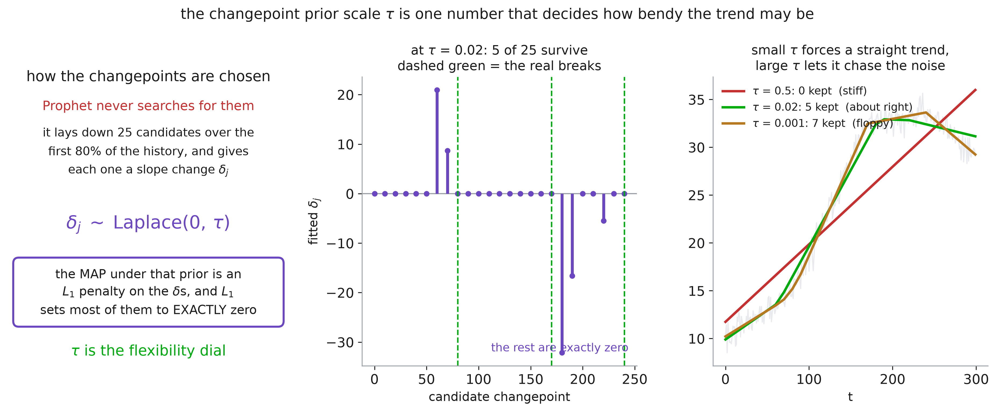 the changepoint prior scale τ is one number that decides how bendy the trend may be
how the changepoints are chosen
Prophet never searches for them
it lays down 25 candidates over the
first 80% of the history, and gives
each one a slope change δj
δj ~ Laplace(0, τ)
the MAP under that prior is an
L1 penalty on the δs, and L1
sets most of them to EXACTLY zero
τ is the flexibility dial
at τ = 0.02: 5 of 25 survive
dashed green = the real breaks
fitted δj
20
10
0
−10
−20
−30
the rest are exactly zero
0 50 100 150 200 250
candidate changepoint
small τ forces a straight trend,
large τ lets it chase the noise
τ = 0.5: 0 kept (stiff)
τ = 0.02: 5 kept (about right)
τ = 0.001: 7 kept (floppy)
35
30
25
20
15
10
0 100 200 300
t